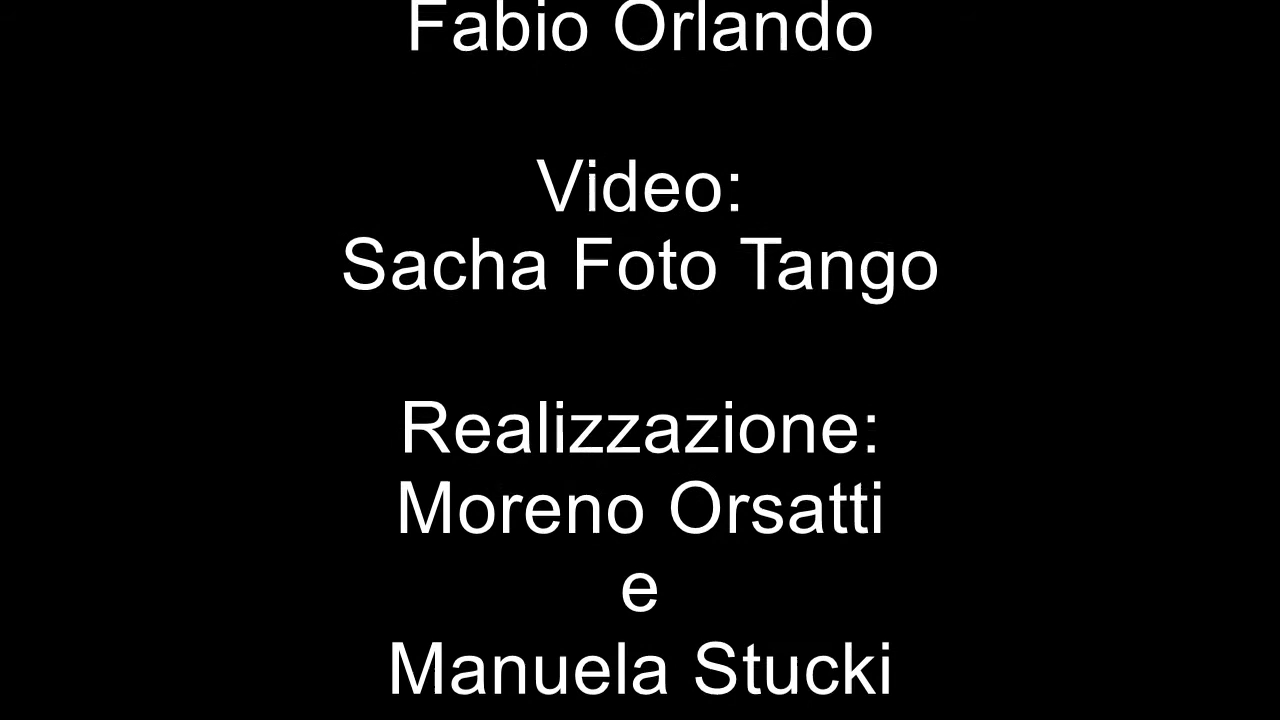 Fabio Orlando
Video:
Sacha Foto Tango
Realizzazione:
Moreno Orsatti
e
Manuela Stucki